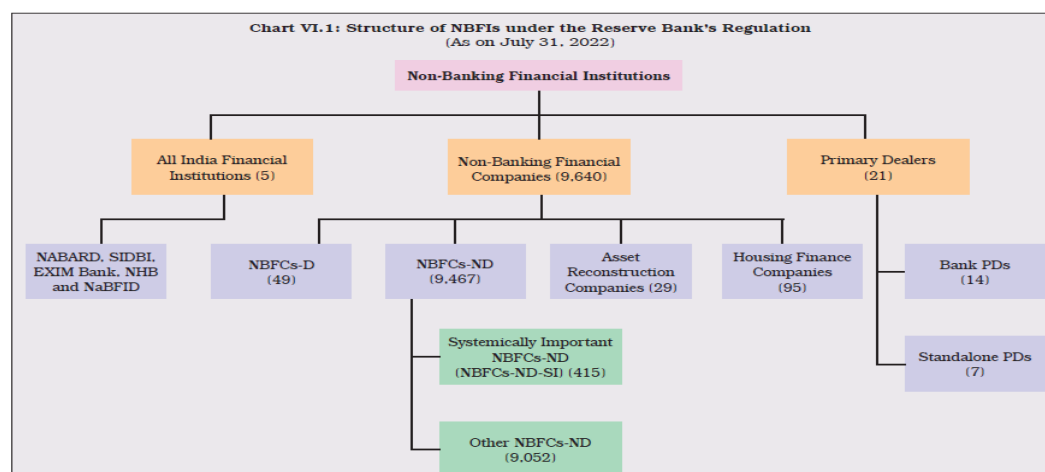 Chart VI.1: Structure of NBFIs under the Reserve Bank's Regulation
(As on July 31, 2022)
Non-Banking Financial Institutions
All India Financial
Institutions (5)
Non-Banking Financial
Companies (9,640)
Primary Dealers
(21)
NABARD, SIDBI,
EXIM Bank, NHB
and NaBFID
NBFCs-D
(49)
NBFCs-ND
(9,467)
Asset
Reconstruction
Companies (29)
Housing Finance
Companies
(95)
Bank PDs
(14)
Systemically Important
NBFCs-ND
(NBFCs-ND-SI) (415)
Standalone PDs
(7)
Other NBFCs-ND
(9,052)